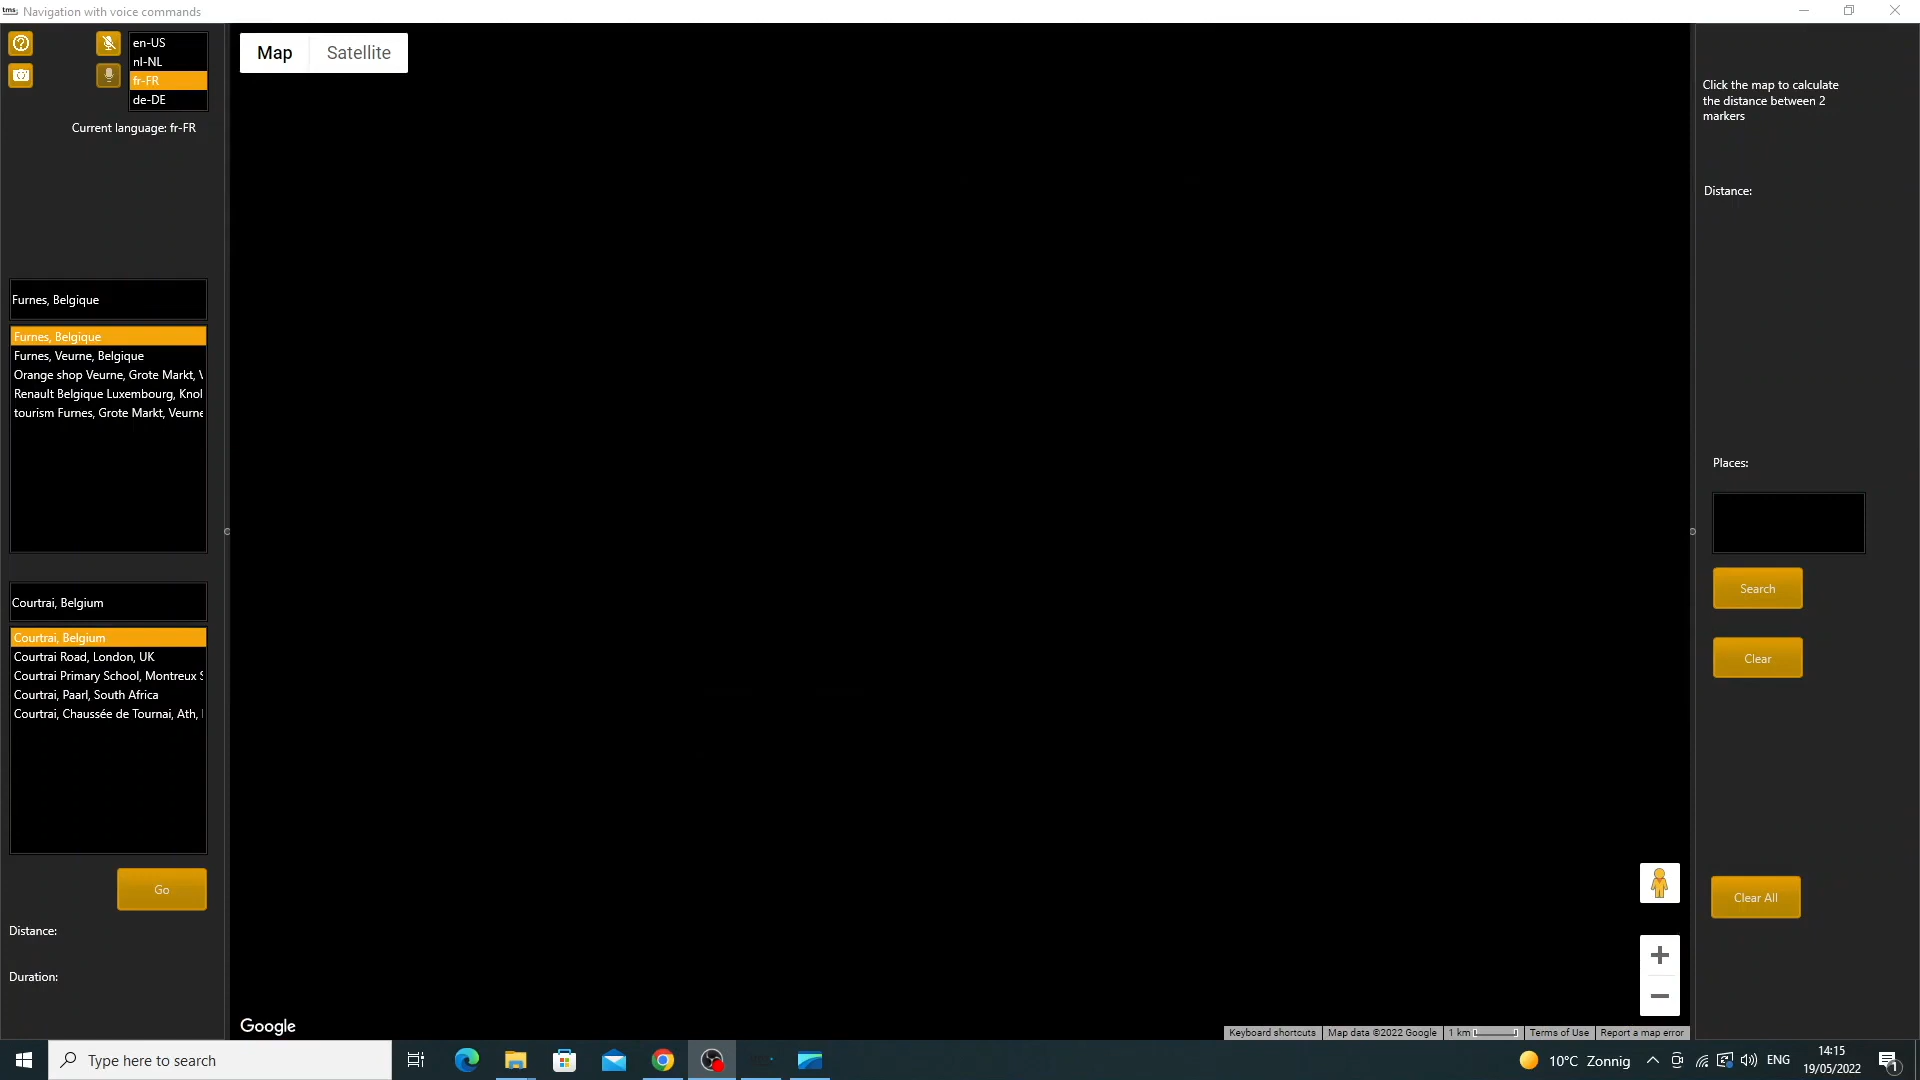 tms Navigation with voice commands
en-US
nl-NL
fr-FR
de-DE
Current language: fr-FR
Furnes, Belgique
Furnes, Belgique
Furnes, Veurne, Belgique
Orange shop Veurne, Grote Markt,
Renault Belgique Luxembourg, Knol
tourism Furnes, Grote Markt, Veurne
Courtrai, Belgium
Courtrai, Belgium
Courtrai Road, London, UK
Courtrai Primary School, Montreux S
Courtrai, Paarl, South Africa
Courtrai, Chaussée de Tournai, Ath,
Go
Distance:
Duration:
Map Satellite
Google
Keyboard shortcuts Map data ©2022 Google 1 km Terms of Use Report a map error
Click the map to calculate
the distance between 2
markers
Distance:
Places:
Search
Clear
Clear All
Type here to search
10°C Zonnig
ENG
14:15
19/05/2022
1